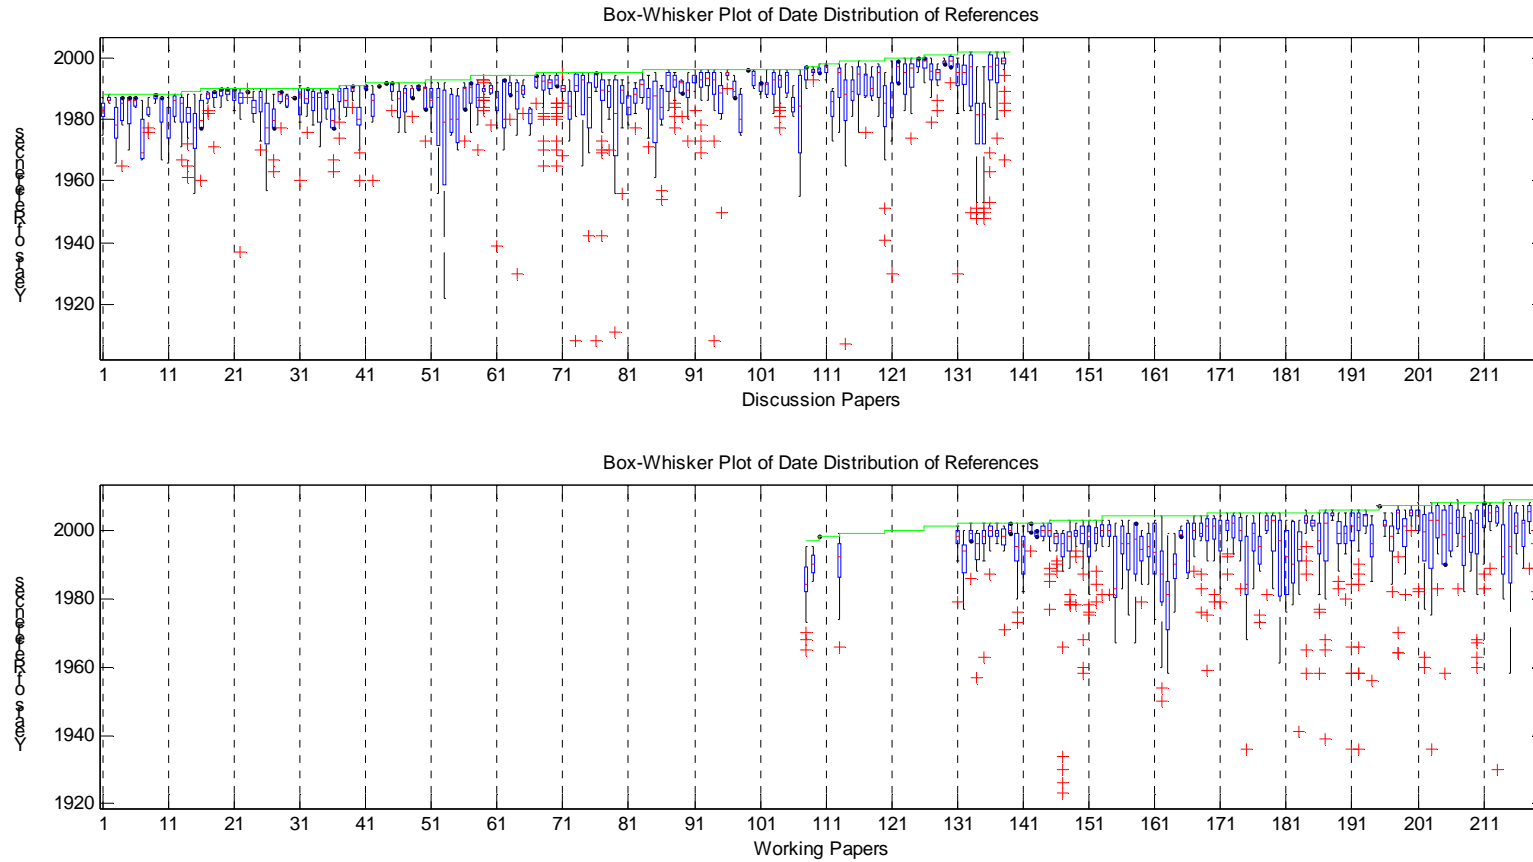 Box-Whisker Plot of Date Distribution of References
Years of References
2000
1980
1960
1940
1920
1 11 21 31 41 51 61 71 81 91 101 111 121 131 141 151 161 171 181 191 201 211
Discussion Papers
Box-Whisker Plot of Date Distribution of References
Years of References
2000
1980
1960
1940
1920
1 11 21 31 41 51 61 71 81 91 101 111 121 131 141 151 161 171 181 191 201 211
Working Papers